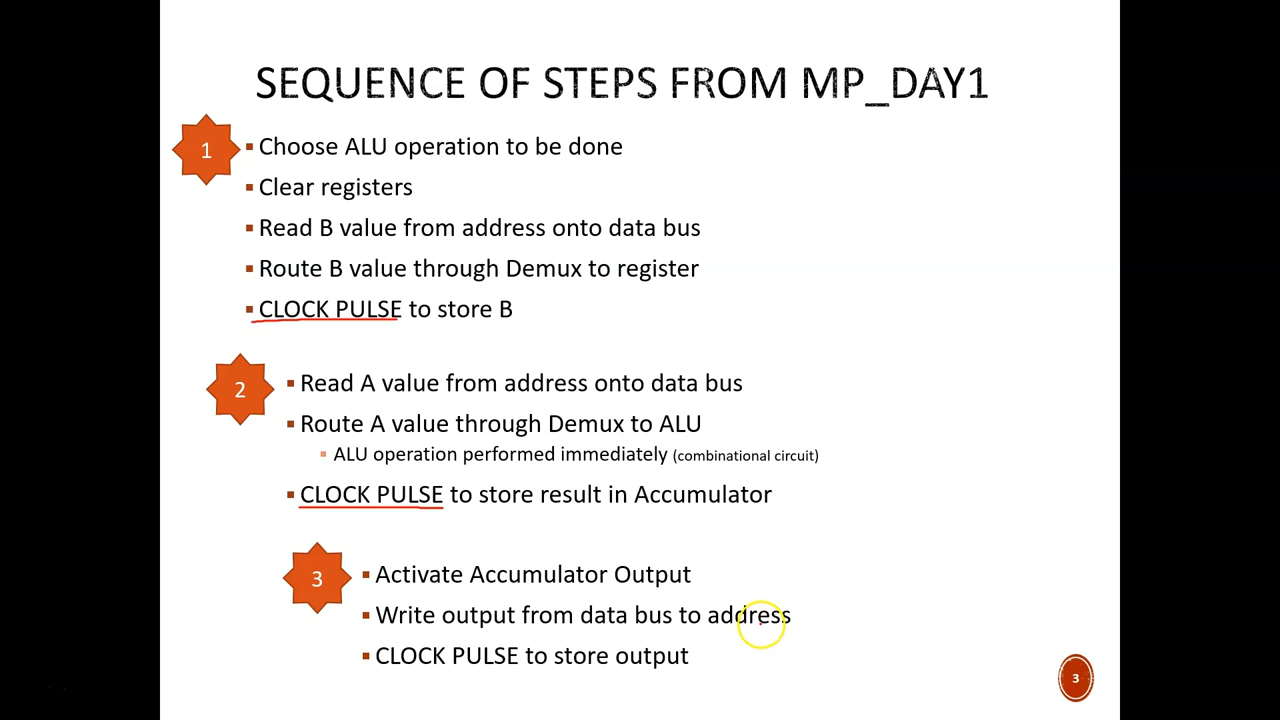 SEQUENCE OF STEPS FROM MP_DAY1
1
Choose ALU operation to be done
Clear registers
Read B value from address onto data bus
Route B value through Demux to register
CLOCK PULSE to store B
2
Read A value from address onto data bus
Route A value through Demux to ALU
ALU operation performed immediately (combinational circuit)
CLOCK PULSE to store result in Accumulator
3
Activate Accumulator Output
Write output from data bus to address
CLOCK PULSE to store output
3